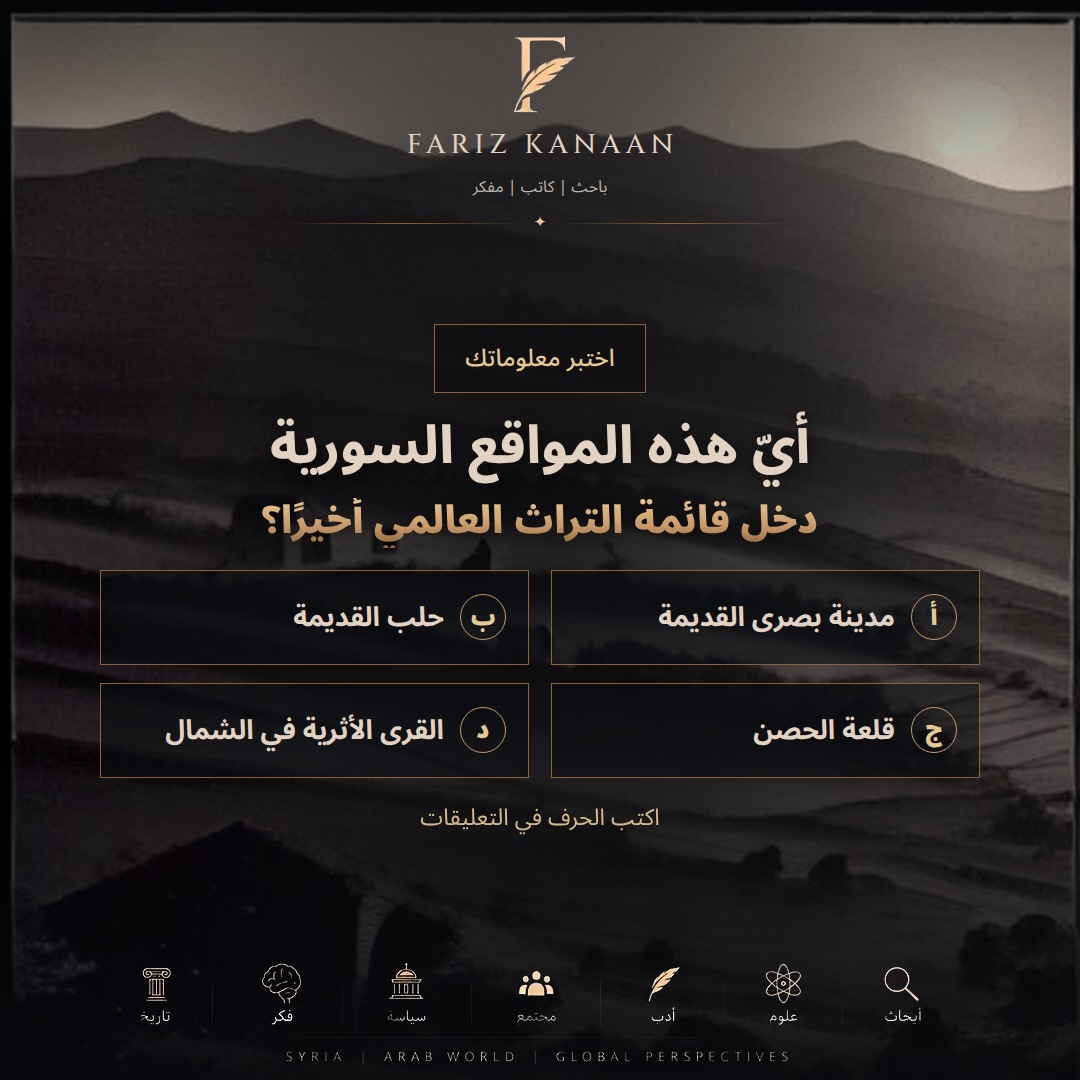 FARIZ KANAAN
باحث | كاتب | مفكر
اختبر معلوماتك
أيّ هذه المواقع السورية
دخل قائمة التراث العالمي أخيرًا؟
أ مدينة بصرى القديمة
ب حلب القديمة
ج قلعة الحصن
د القرى الأثرية في الشمال
اكتب الحرف في التعليقات
أبحاث
علوم
أدب
مجتمع
سياسة
فكر
تاريخ
SYRIA | ARAB WORLD | GLOBAL PERSPECTIVES